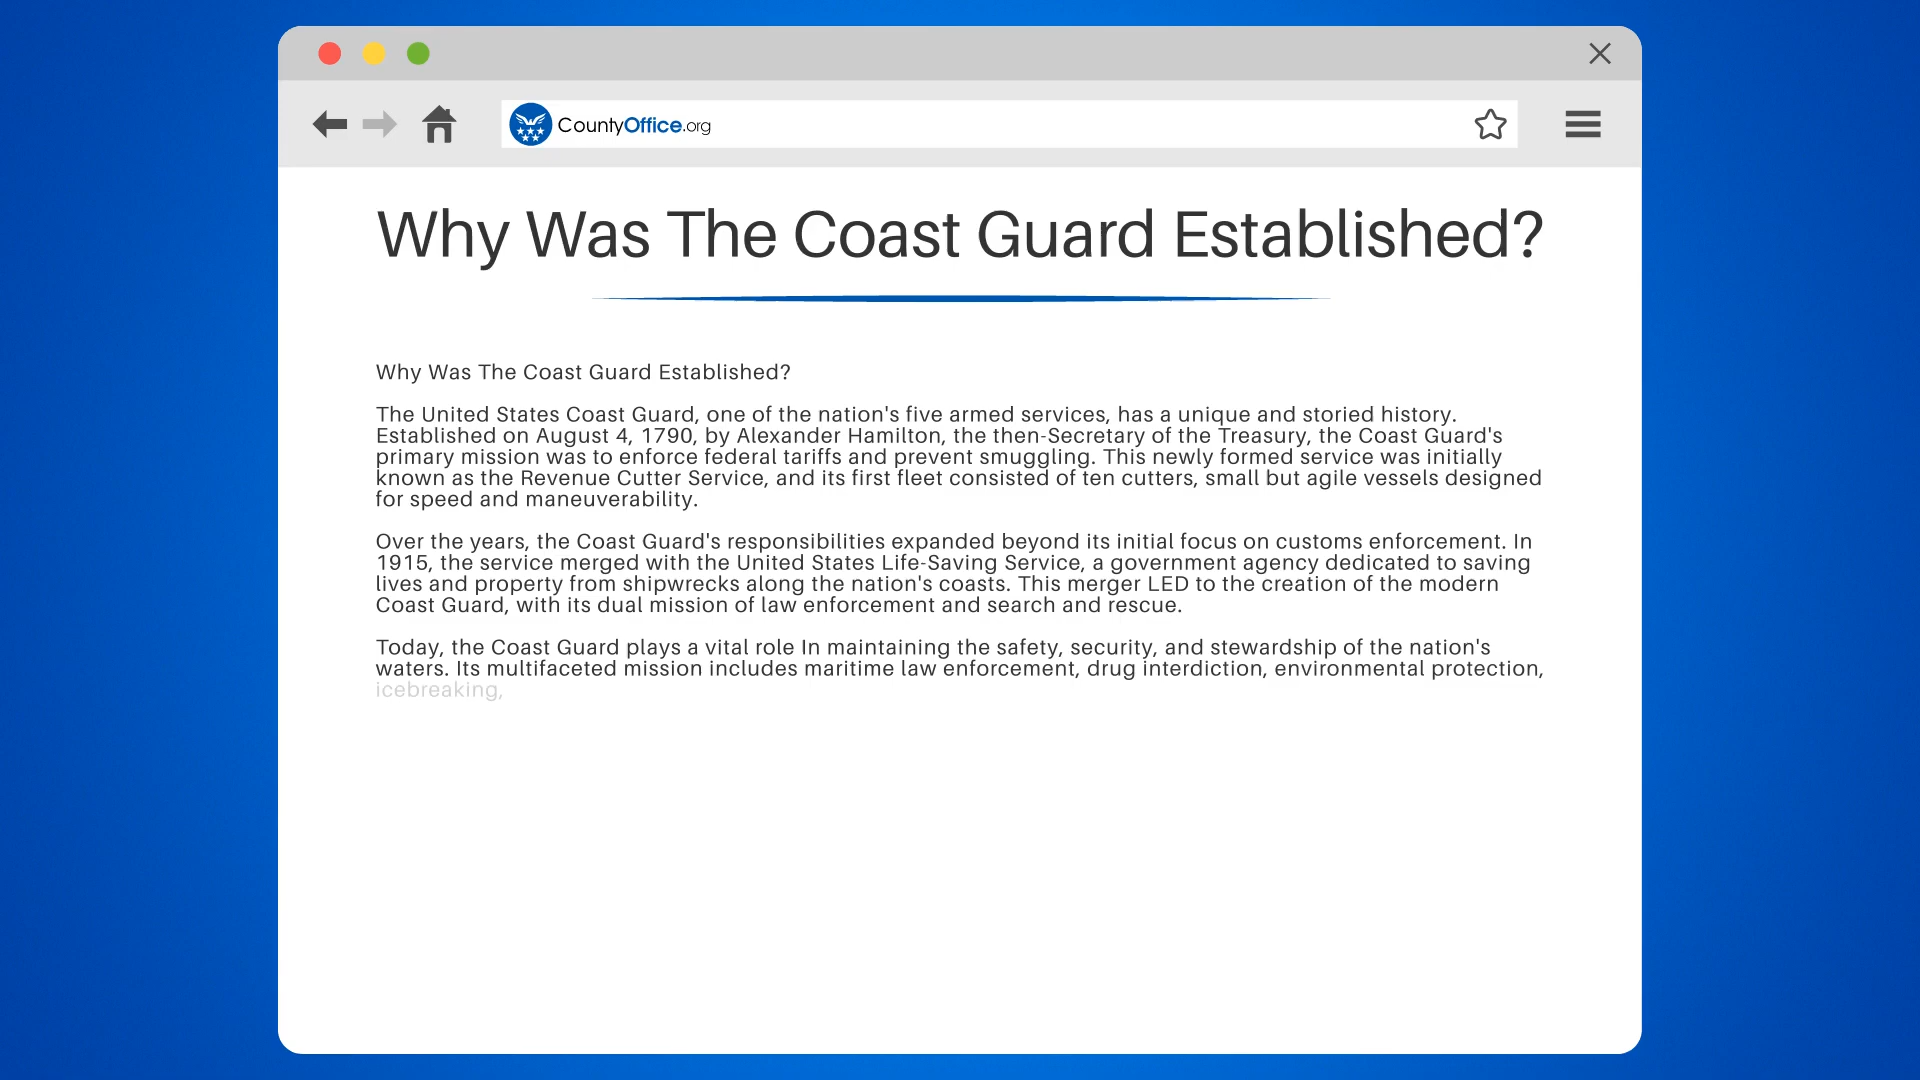 CountyOffice.org
Why Was The Coast Guard Established?
Why Was The Coast Guard Established?
The United States Coast Guard, one of the nation's five armed services, has a unique and storied history.
Established on August 4, 1790, by Alexander Hamilton, the then-Secretary of the Treasury, the Coast Guard's
primary mission was to enforce federal tariffs and prevent smuggling. This newly formed service was initially
known as the Revenue Cutter Service, and its first fleet consisted of ten cutters, small but agile vessels designed
for speed and maneuverability.
Over the years, the Coast Guard's responsibilities expanded beyond its initial focus on customs enforcement. In
1915, the service merged with the United States Life-Saving Service, a government agency dedicated to saving
lives and property from shipwrecks along the nation's coasts. This merger LED to the creation of the modern
Coast Guard, with its dual mission of law enforcement and search and rescue.
Today, the Coast Guard plays a vital role In maintaining the safety, security, and stewardship of the nation's
waters. Its multifaceted mission includes maritime law enforcement, drug interdiction, environmental protection,
icebreaking,